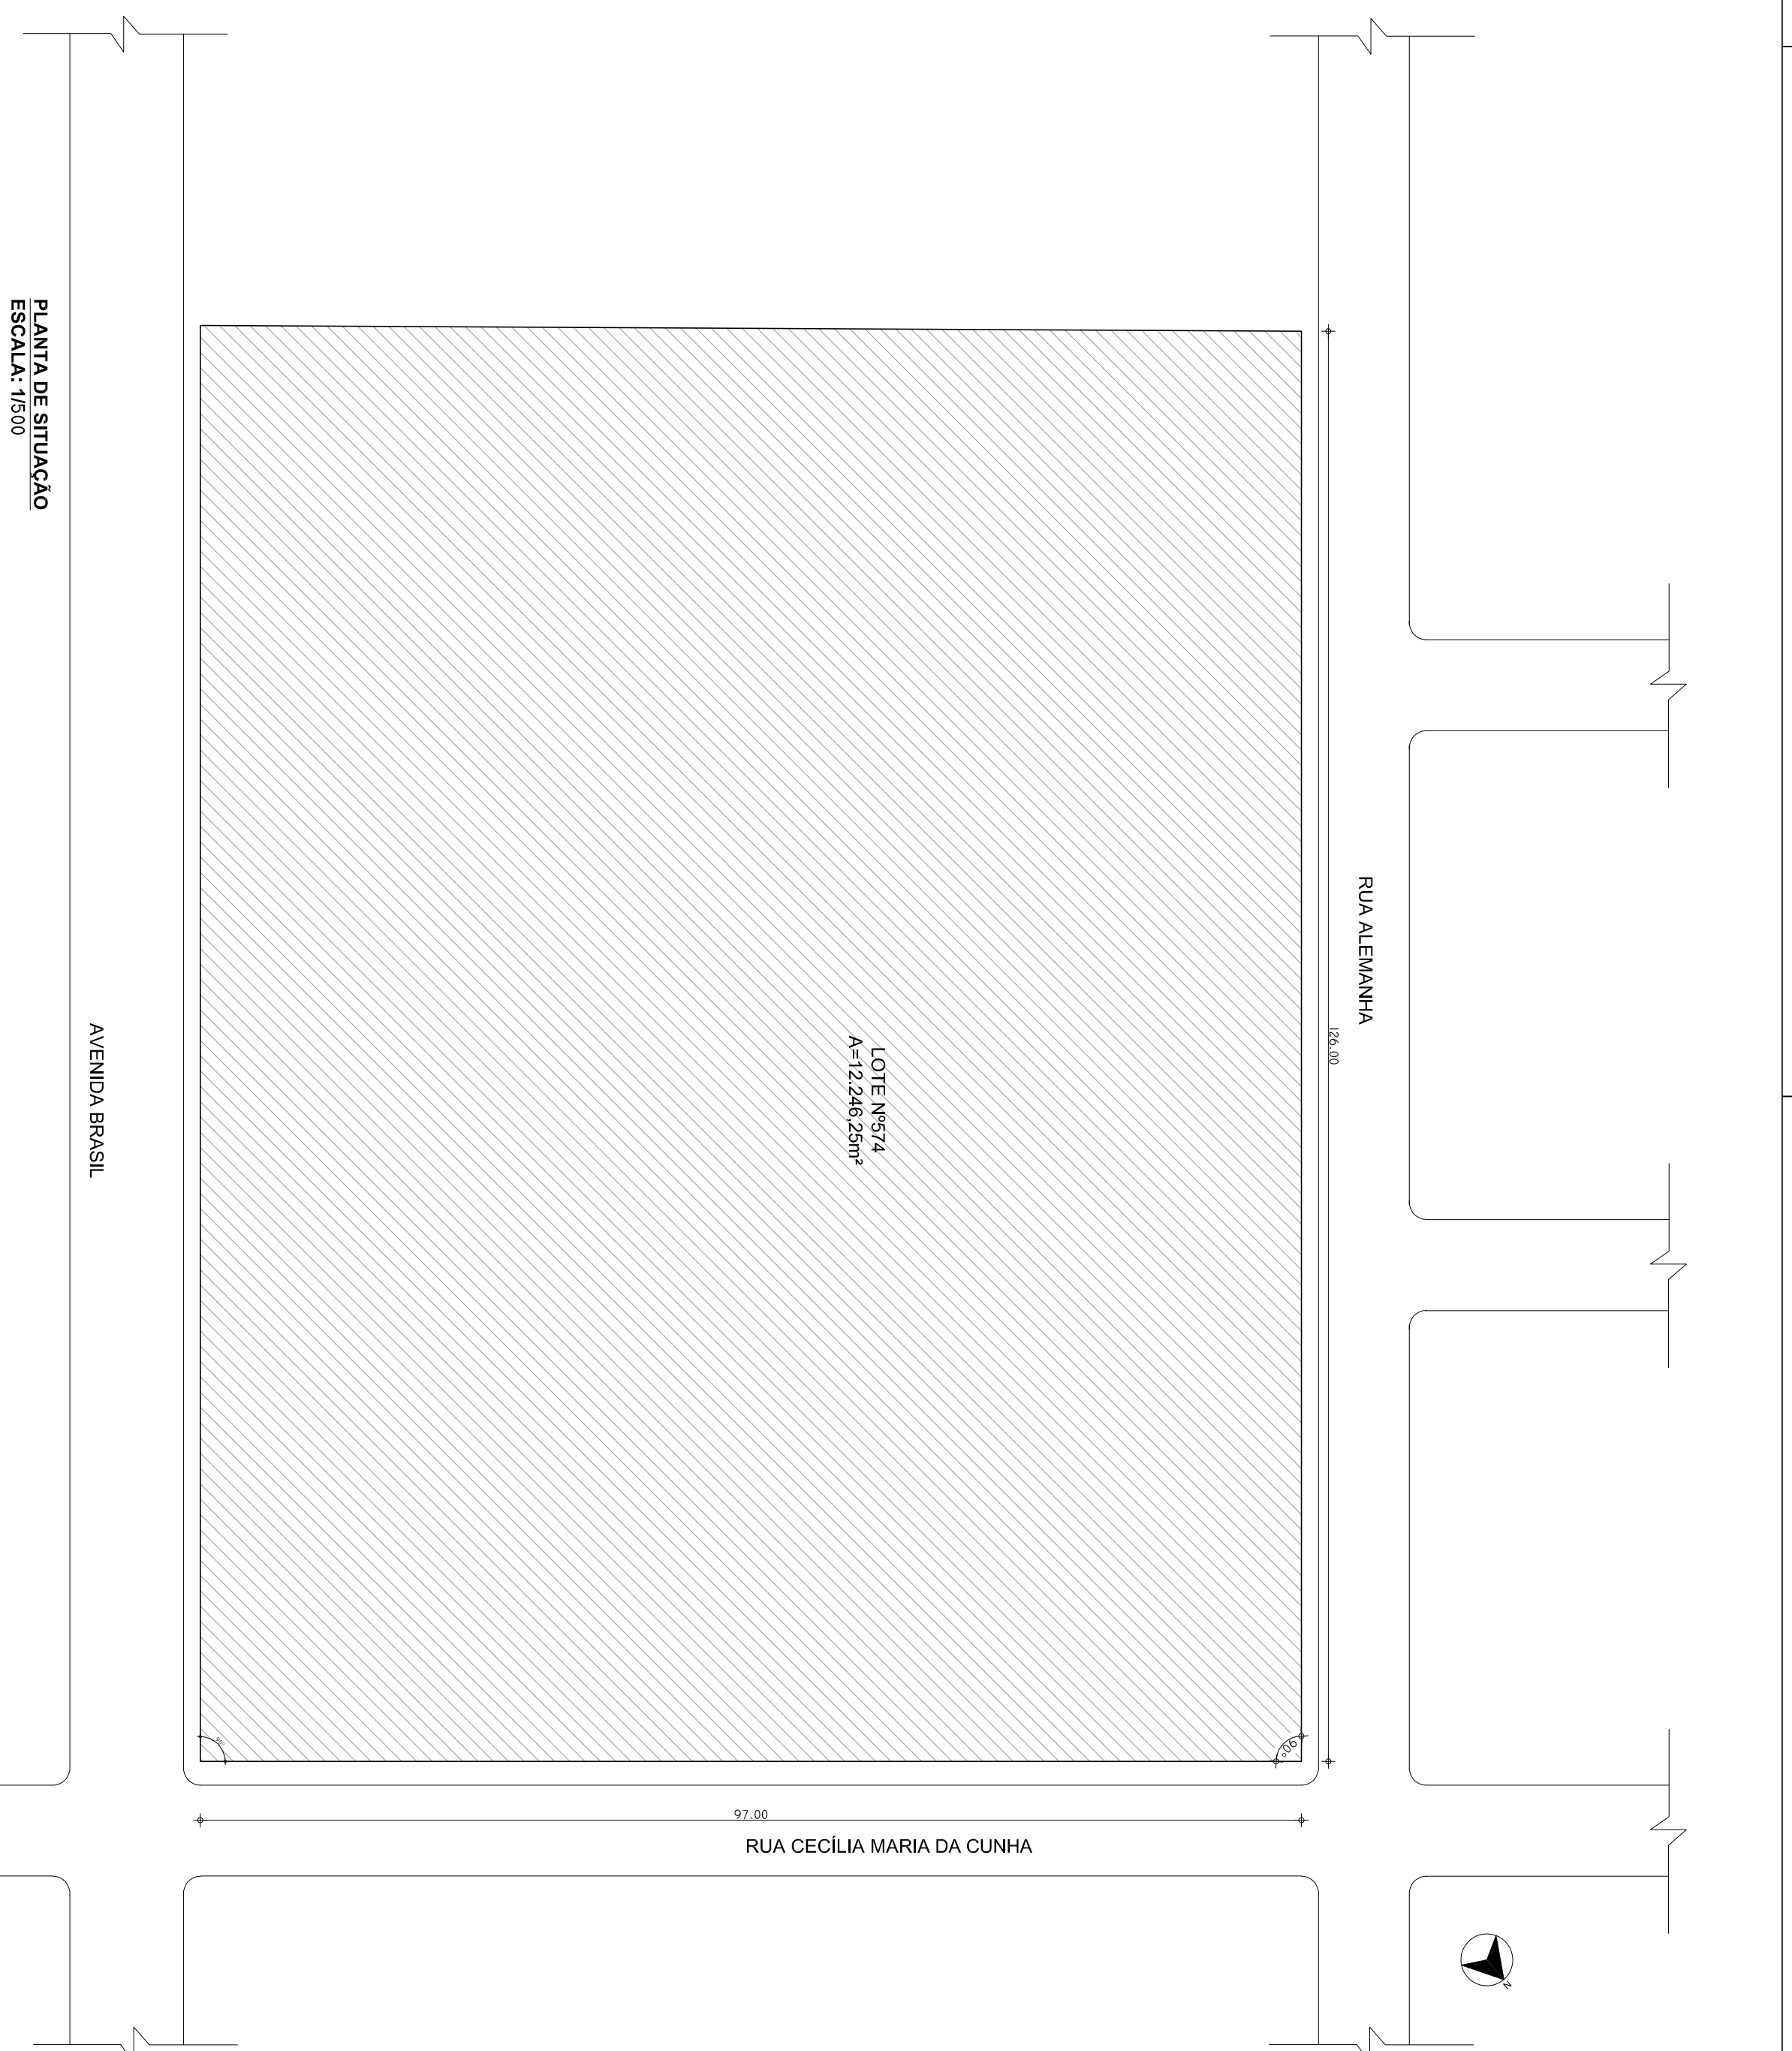 PLANTA DE SITUAÇÃO
ESCALA: 1/500
RUA ALEMANHA
126.00
LOTE Nº574
A=12.246,25m²
AVENIDA BRASIL
90°
90°
97.00
RUA CECÍLIA MARIA DA CUNHA
N